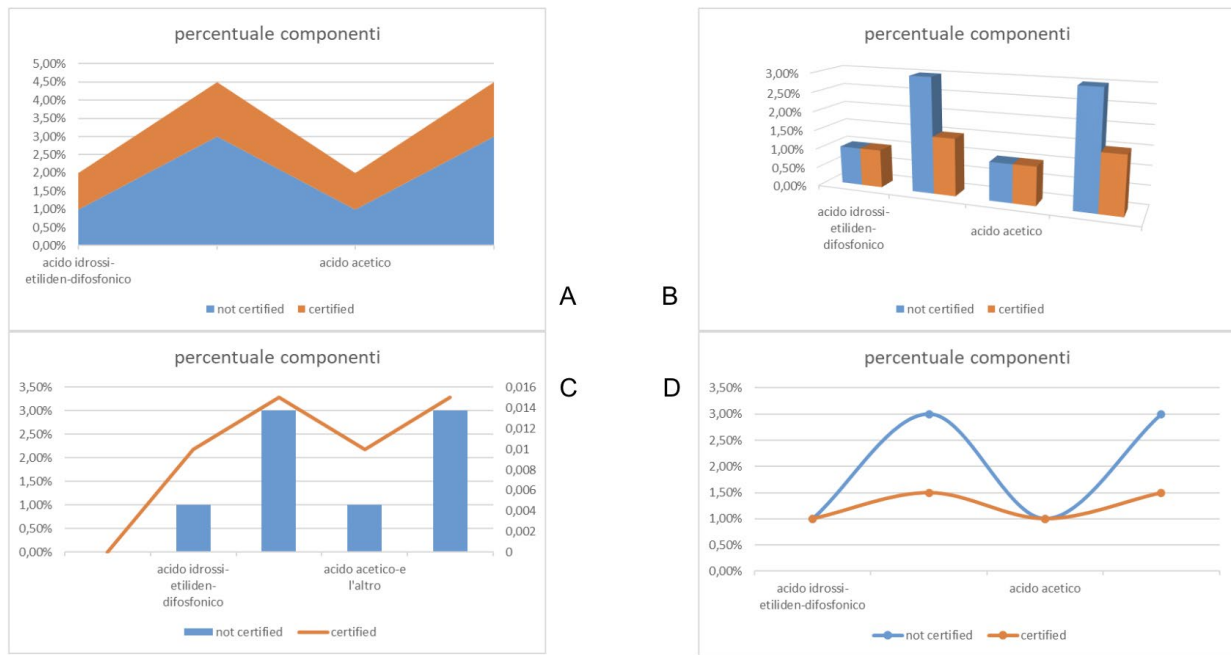 percentuale componenti
5,00%
4,50%
4,00%
3,50%
3,00%
2,50%
2,00%
1,50%
1,00%
0,50%
0,00%
acido idrossi-
etiliden-difosfonico
acido acetico
not certified
certified
A
percentuale componenti
3,00%
2,50%
2,00%
1,50%
1,00%
0,50%
0,00%
acido idrossi-
etiliden-
difosfonico
acido acetico
not certified
certified
B
percentuale componenti
3,50%
3,00%
2,50%
2,00%
1,50%
1,00%
0,50%
0,00%
0,016
0,014
0,012
0,01
0,008
0,006
0,004
0,002
0
acido idrossi-
etiliden-
difosfonico
acido acetico-e
l'altro
not certified
certified
C
D
percentuale componenti
3,50%
3,00%
2,50%
2,00%
1,50%
1,00%
0,50%
0,00%
acido idrossi-
etiliden-difosfonico
acido acetico
not certified
certified